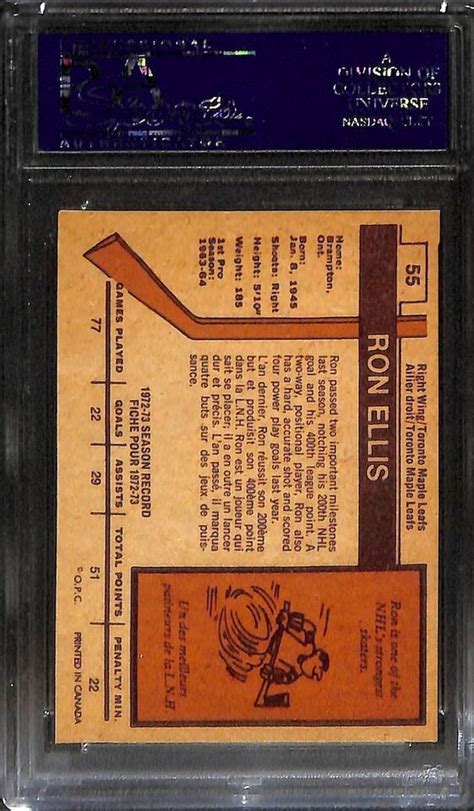 PROFESSIONAL
PSA
A
DIVISION OF
COLLECTORS
UNIVERSE
NASDAQ: CLCT
55
RON ELLIS
Right Wing/Toronto Maple Leafs
Ailier droit/Toronto Maple Leafs
Home:
Brampton,
Ont.
Born:
Jan. 8, 1945
Shoots: Right
Height: 5'10"
Weight: 185
1st Pro
Season:
1963-64
Ron passed two important milestones
last season, notching his 200th NHL
goal and his 400th league point. A
two-way, positional player, Ron also
has a hard, accurate shot and scored
four power play goals last year.
L'an dernier, Ron réussit son 200ème
but et produisit son 400ème point
dans la L.N.H. Ron est un joueur qui
sait se placer; il a en outre un lancer
dur et précis. L'an passé, il marqua
quatre buts sur des jeux de puis-
sance.
Ron is one of the
NHL's strongest
skaters.
Un des meilleurs
patineurs de la L.N.H
1972-73 SEASON RECORD
FICHE POUR 1972-73
GAMES PLAYED GOALS ASSISTS TOTAL POINTS PENALTY MIN.
77 22 29 51 22
© O.P.C. PRINTED IN CANADA